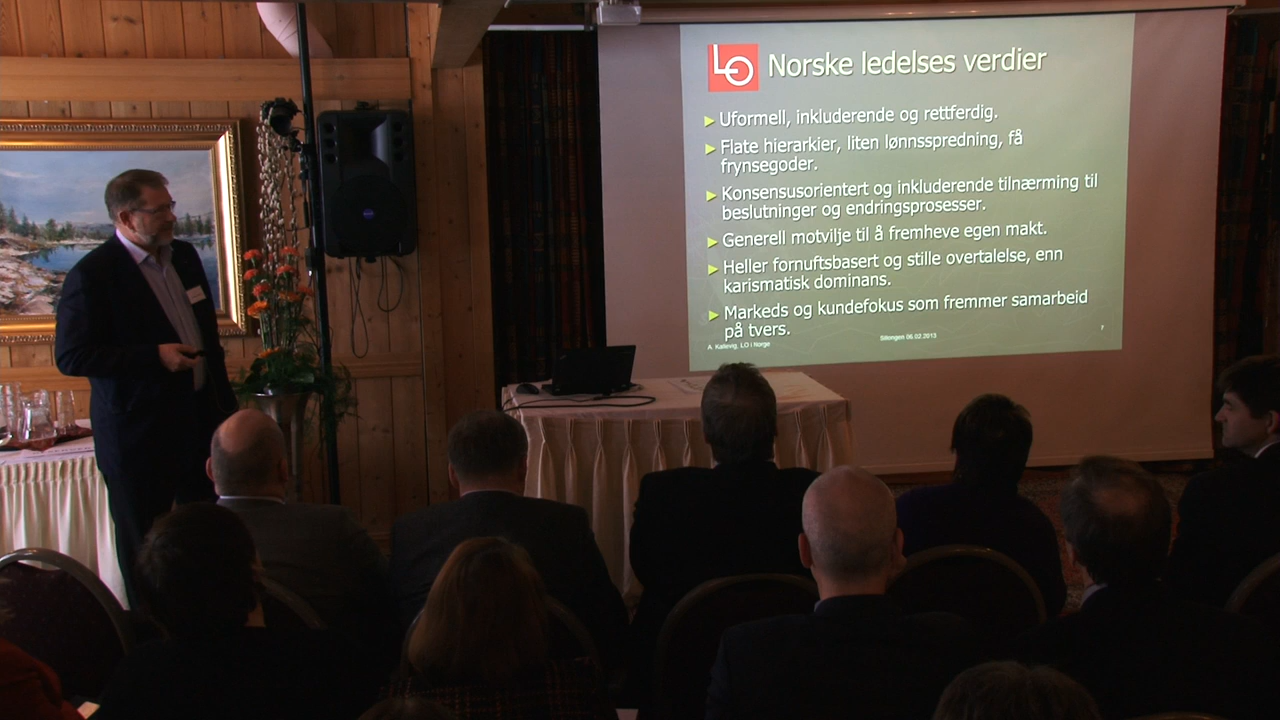 LO
Norske ledelses verdier
Uformell, inkluderende og rettferdig.
Flate hierarkier, liten lønnsspredning, få
frynsegoder.
Konsensusorientert og inkluderende tilnærming til
beslutninger og endringsprosesser.
Generell motvilje til å fremheve egen makt.
Heller fornuftsbasert og stille overtalelse, enn
karismatisk dominans.
Markeds og kundefokus som fremmer samarbeid
på tvers.
A. Kallevig, LO i Norge
Sillongen 06.02.2013
7